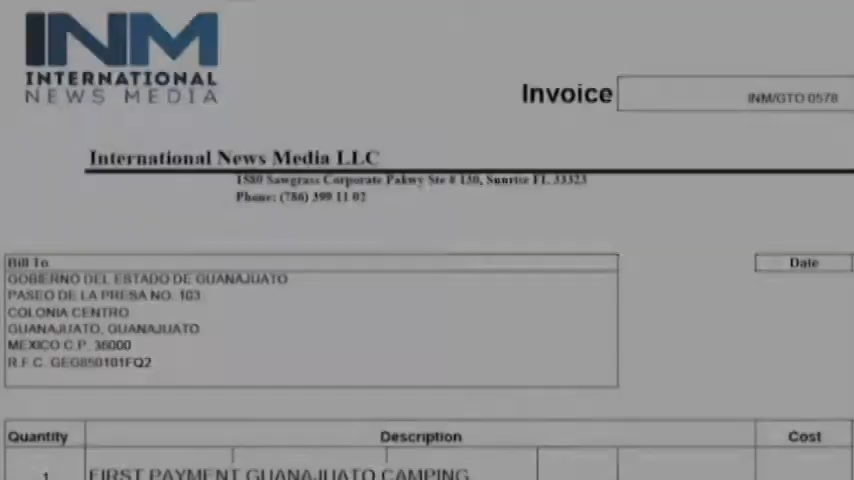 INM
INTERNATIONAL
NEWS MEDIA
Invoice
INM/GTO 0578
International News Media LLC
1580 Sawgrass Corporate Pakwy Ste # 130, Sunrise FL 33323
Phone: (786) 399 11 02
Bill To
GOBIERNO DEL ESTADO DE GUANAJUATO
PASEO DE LA PRESA NO. 103
COLONIA CENTRO
GUANAJUATO, GUANAJUATO
MEXICO C.P. 36000
R.F.C. GEG850101FQ2
Date
Quantity Description Cost
1 FIRST PAYMENT GUANAJUATO CAMPING